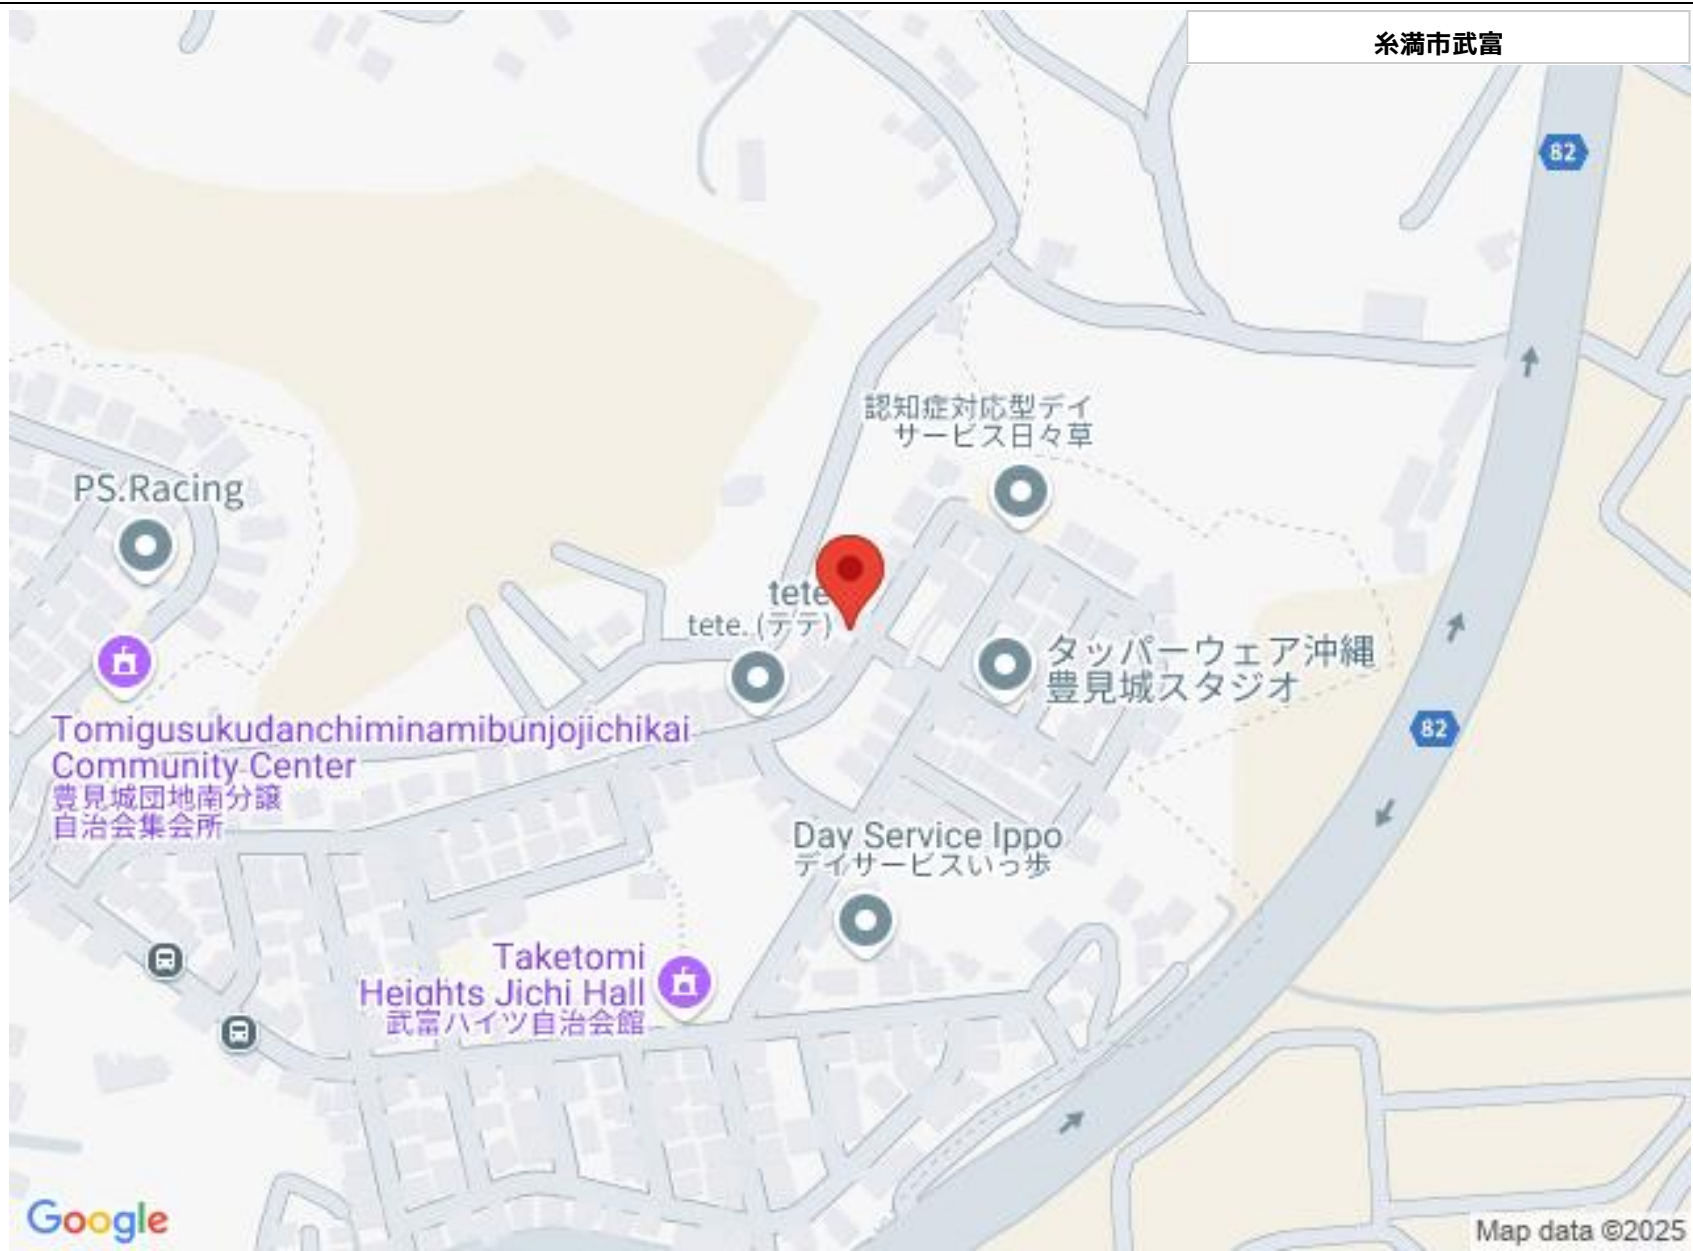 糸満市武富
82
認知症対応型デイ
サービス日々草
PS.Racing
tete
tete. (テテ)
タッパーウェア沖縄
豊見城スタジオ
82
Tomigusukudanchiminamibunjojichikai
Community Center
豊見城団地南分譲
自治会集会所
Day Service Ippo
デイサービスいっ歩
Taketomi
Heights Jichi Hall
武富ハイツ自治会館
Google
Map data ©2025